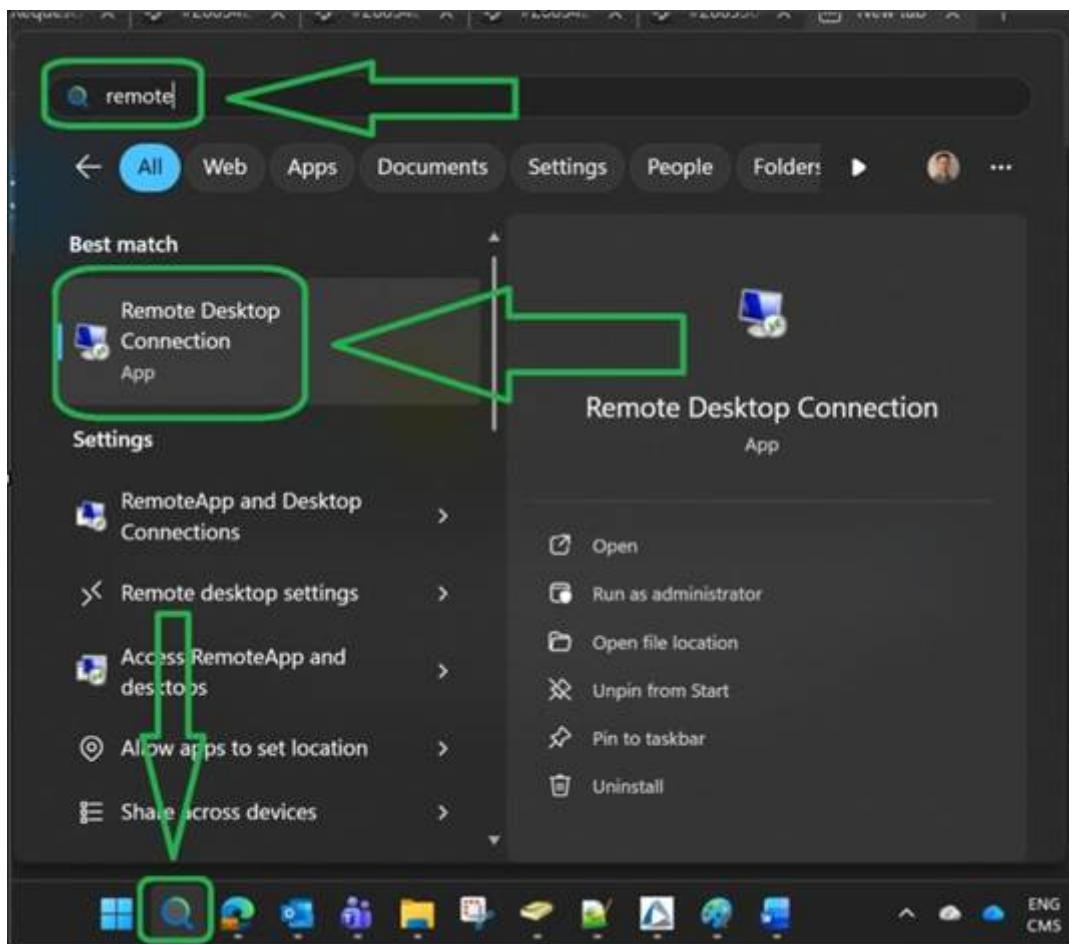 remote
All Web Apps Documents Settings People Folders
Best match
Remote Desktop
Connection
App
Settings
RemoteApp and Desktop
Connections
Remote desktop settings
Access RemoteApp and
desktops
Allow apps to set location
Share across devices
Remote Desktop Connection
App
Open
Run as administrator
Open file location
Unpin from Start
Pin to taskbar
Uninstall
ENG
CMS